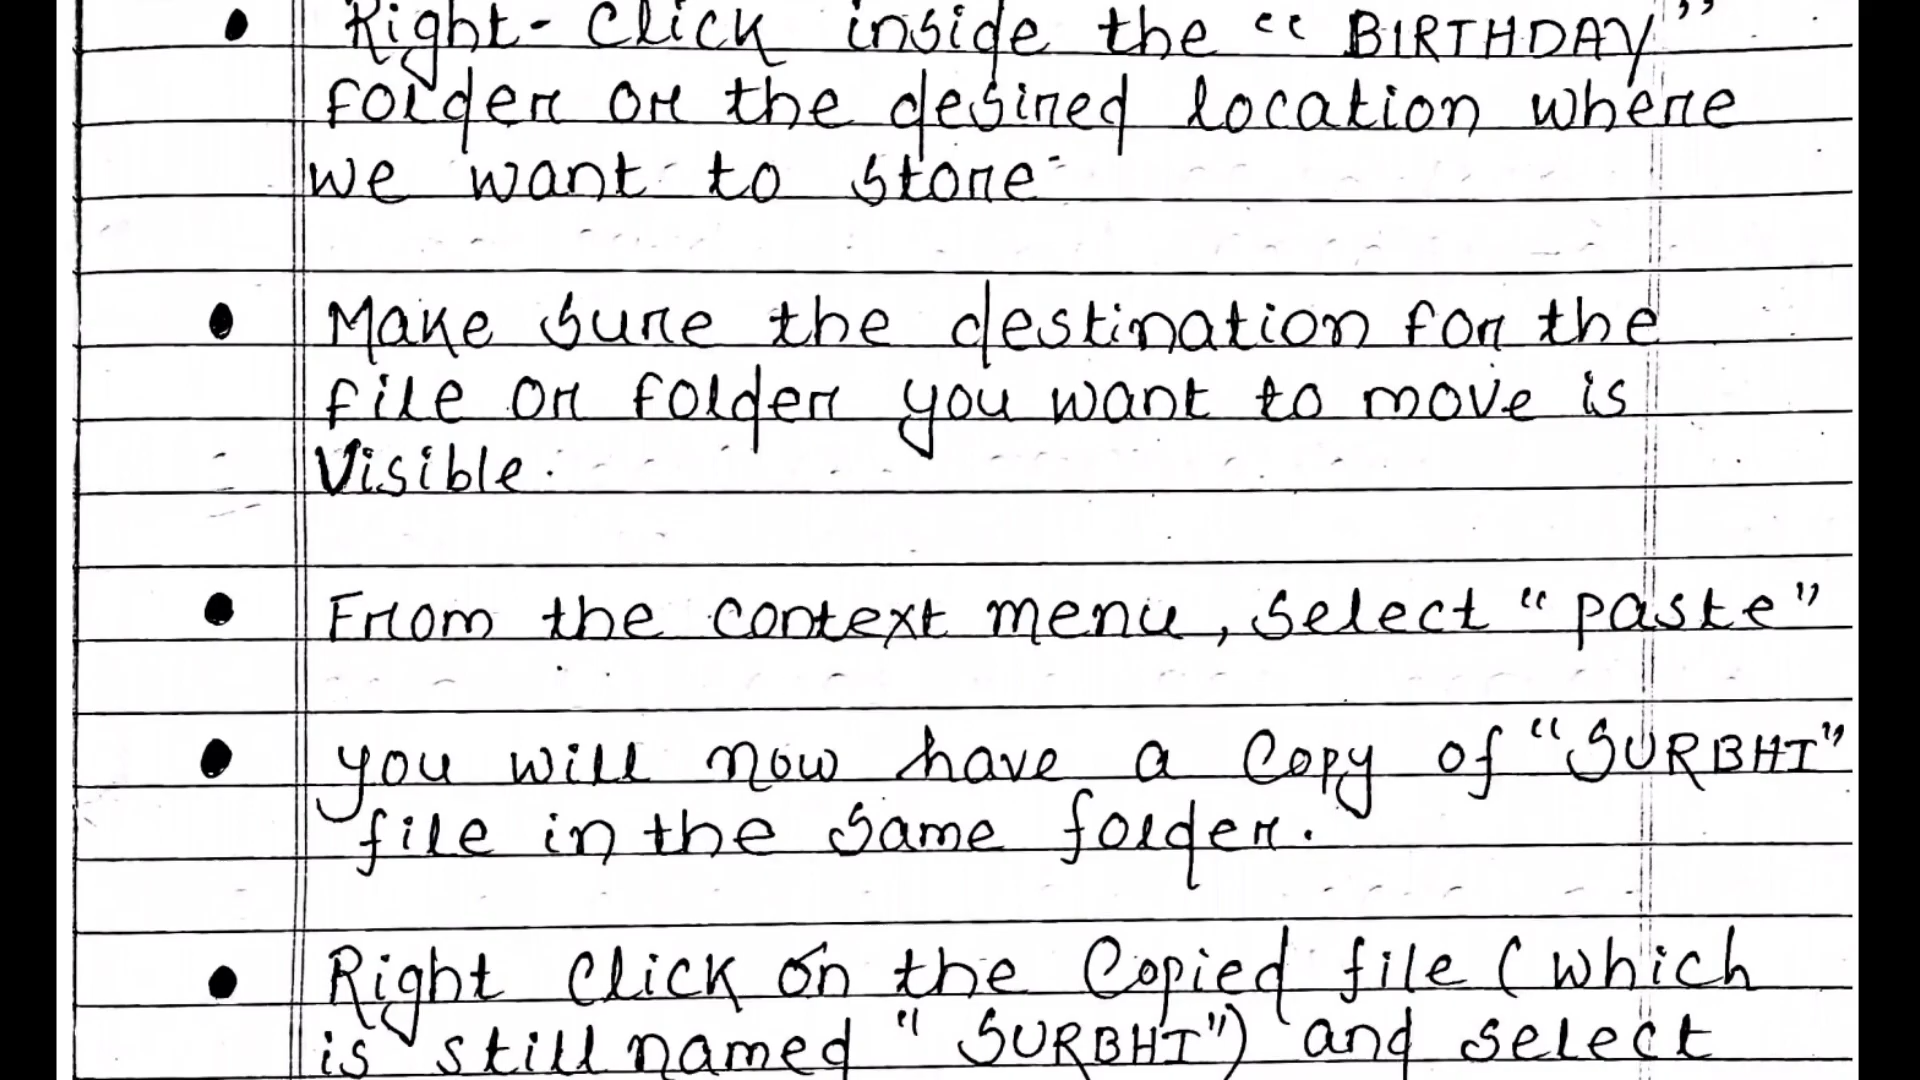 • Right-Click inside the "BIRTHDAY"
folder or the desired location where
we want to store
• Make sure the destination for the
file or folder you want to move is
Visible.
• From the context menu, select "paste"
• you will now have a Copy of "SURBHI"
file in the same folder.
• Right Click on the Copied file (which
is still named "SURBHI") and select